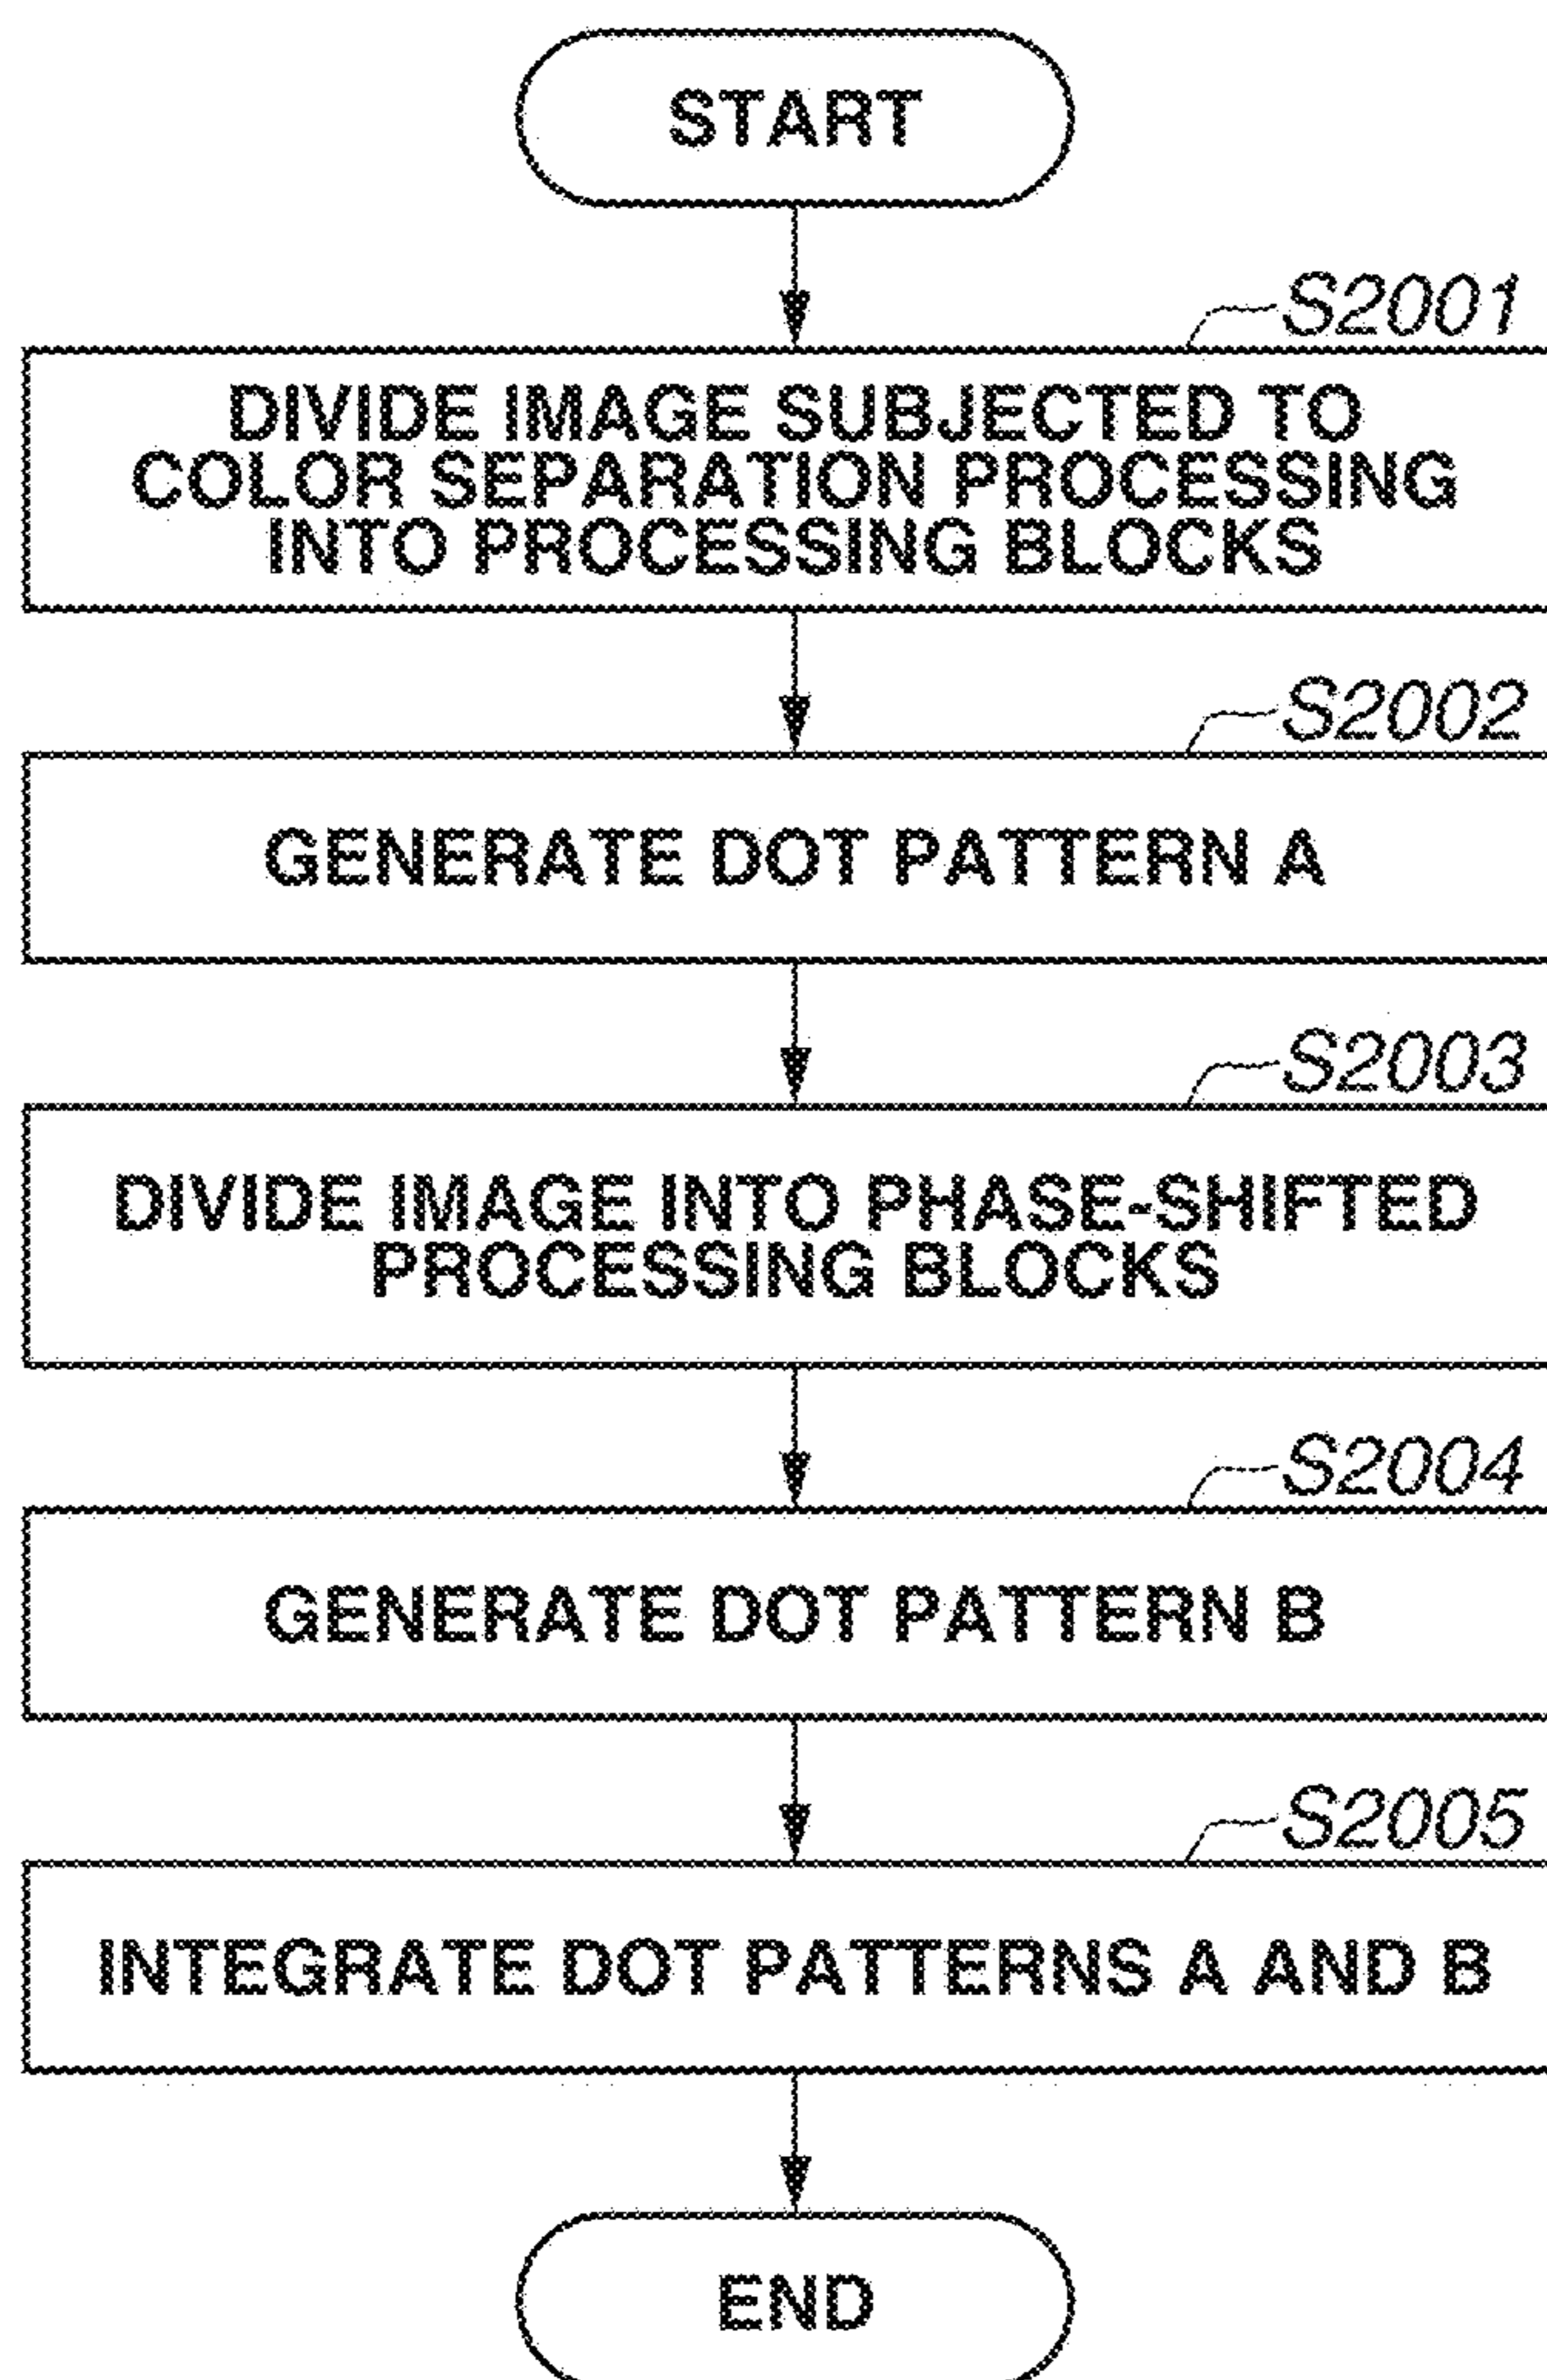 START
S2001
DIVIDE IMAGE SUBJECTED TO
COLOR SEPARATION PROCESSING
INTO PROCESSING BLOCKS
S2002
GENERATE DOT PATTERN A
S2003
DIVIDE IMAGE INTO PHASE-SHIFTED
PROCESSING BLOCKS
S2004
GENERATE DOT PATTERN B
S2005
INTEGRATE DOT PATTERNS A AND B
END